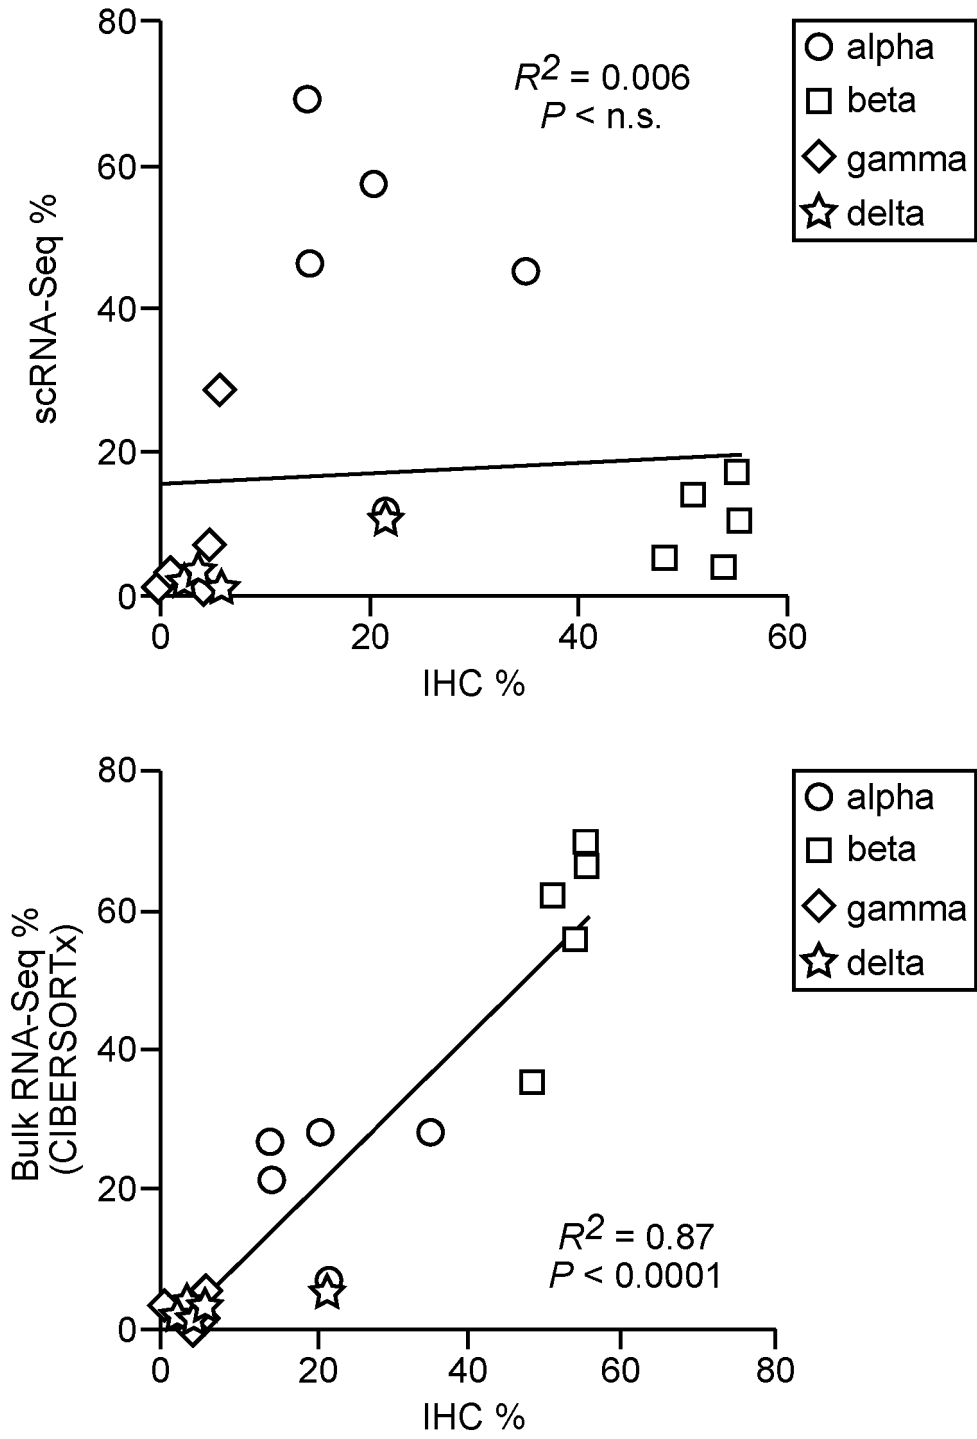 80
60
40
20
0
scRNA-Seq %
R2 = 0.006
P < n.s.
alpha
beta
gamma
delta
0 20 40 60
IHC %
80
60
40
20
0
Bulk RNA-Seq %
(CIBERSORTx)
alpha
beta
gamma
delta
R2 = 0.87
P < 0.0001
0 20 40 60 80
IHC %